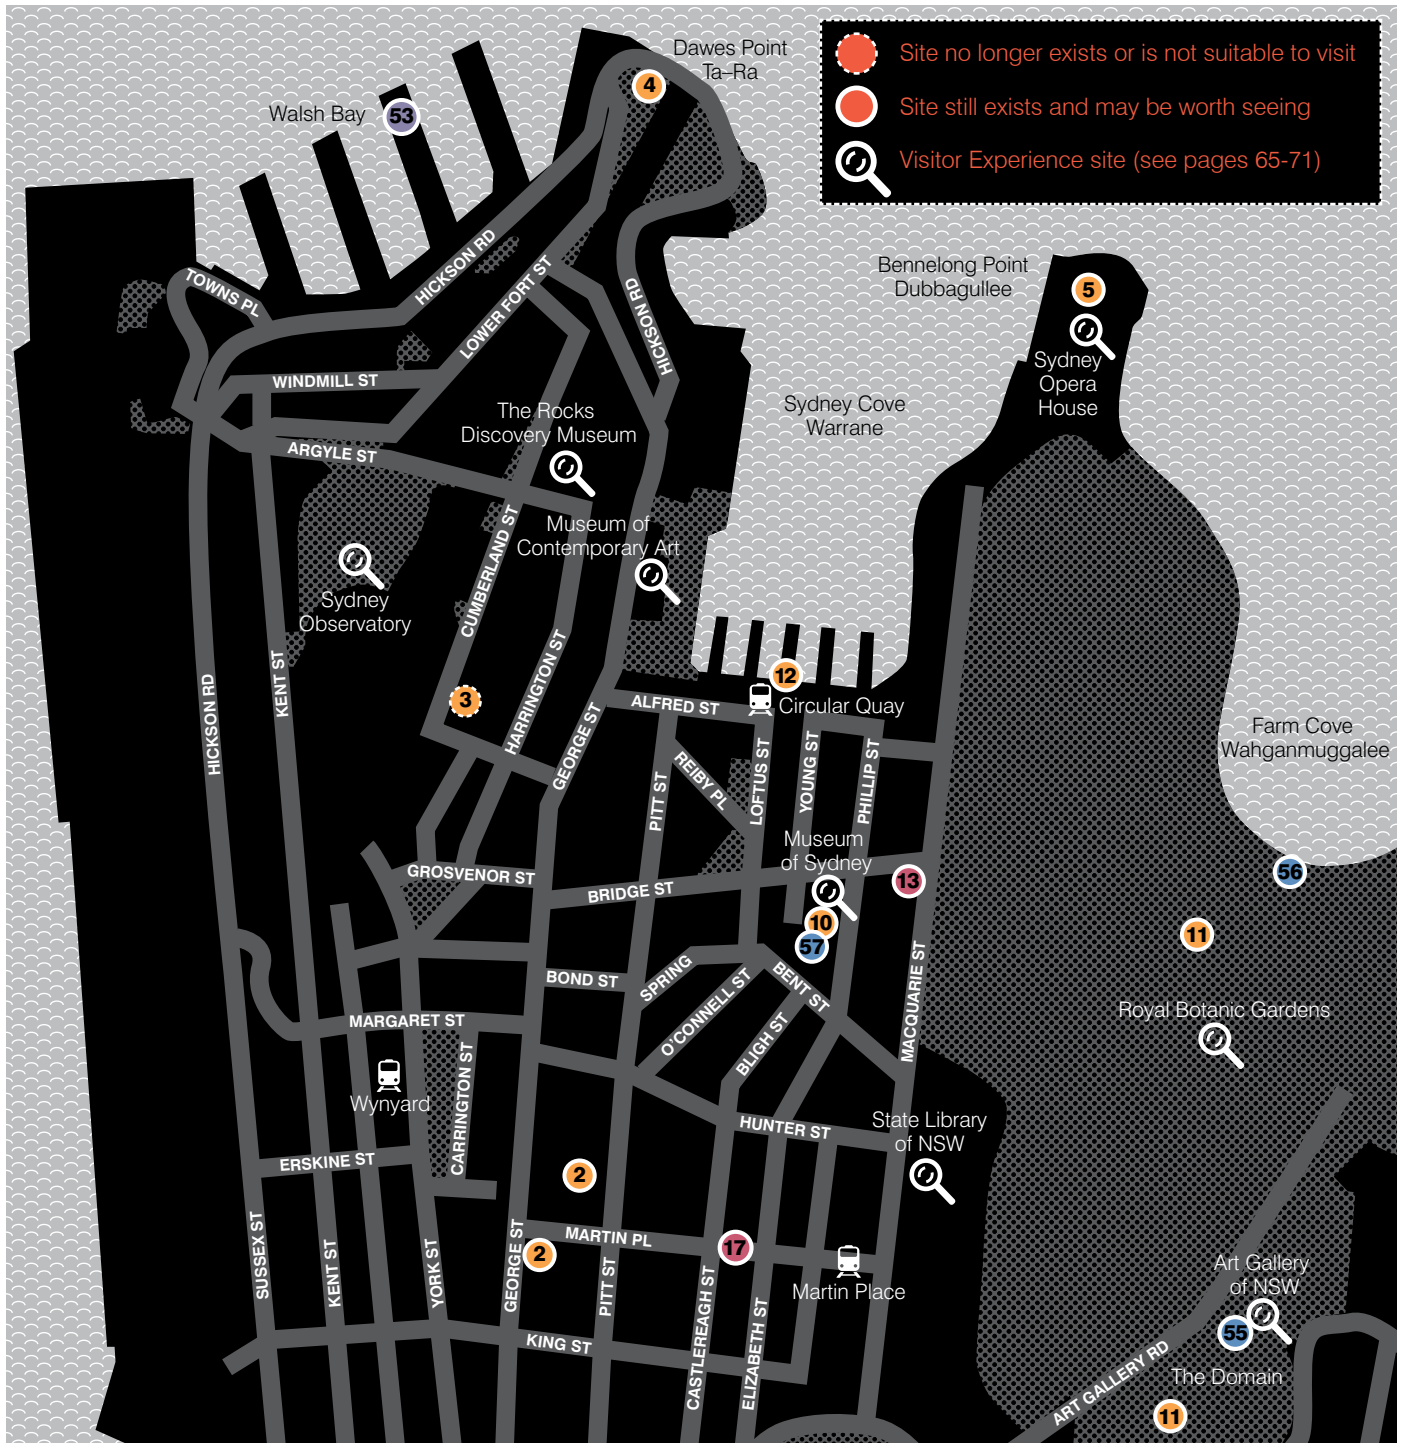 Dawes Point
Ta–Ra
4
Walsh Bay
53
Site no longer exists or is not suitable to visit
Site still exists and may be worth seeing
Visitor Experience site (see pages 65-71)
Bennelong Point
Dubbagullee
5
Sydney
Opera
House
TOWNS PL
HICKSON RD
LOWER FORT ST
HICKSON RD
WINDMILL ST
The Rocks
Discovery Museum
Sydney Cove
Warrane
ARGYLE ST
CUMBERLAND ST
Museum of
Contemporary Art
Sydney
Observatory
HICKSON RD
KENT ST
HARRINGTON ST
3
12
Circular Quay
ALFRED ST
GEORGE ST
PITT ST
REIBY PL
LOFTUS ST
YOUNG ST
PHILLIP ST
Farm Cove
Wahganmuggalee
Museum
of Sydney
GROSVENOR ST
BRIDGE ST
13
56
10
57
11
BOND ST
SPRING
O'CONNELL ST
BENT ST
BLIGH ST
MACQUARIE ST
Royal Botanic Gardens
MARGARET ST
CARRINGTON ST
Wynyard
HUNTER ST
State Library
of NSW
ERSKINE ST
2
MARTIN PL
2
17
SUSSEX ST
KENT ST
YORK ST
GEORGE ST
PITT ST
CASTLEREAGH ST
ELIZABETH ST
Martin Place
Art Gallery
of NSW
55
KING ST
ART GALLERY RD
The Domain
11